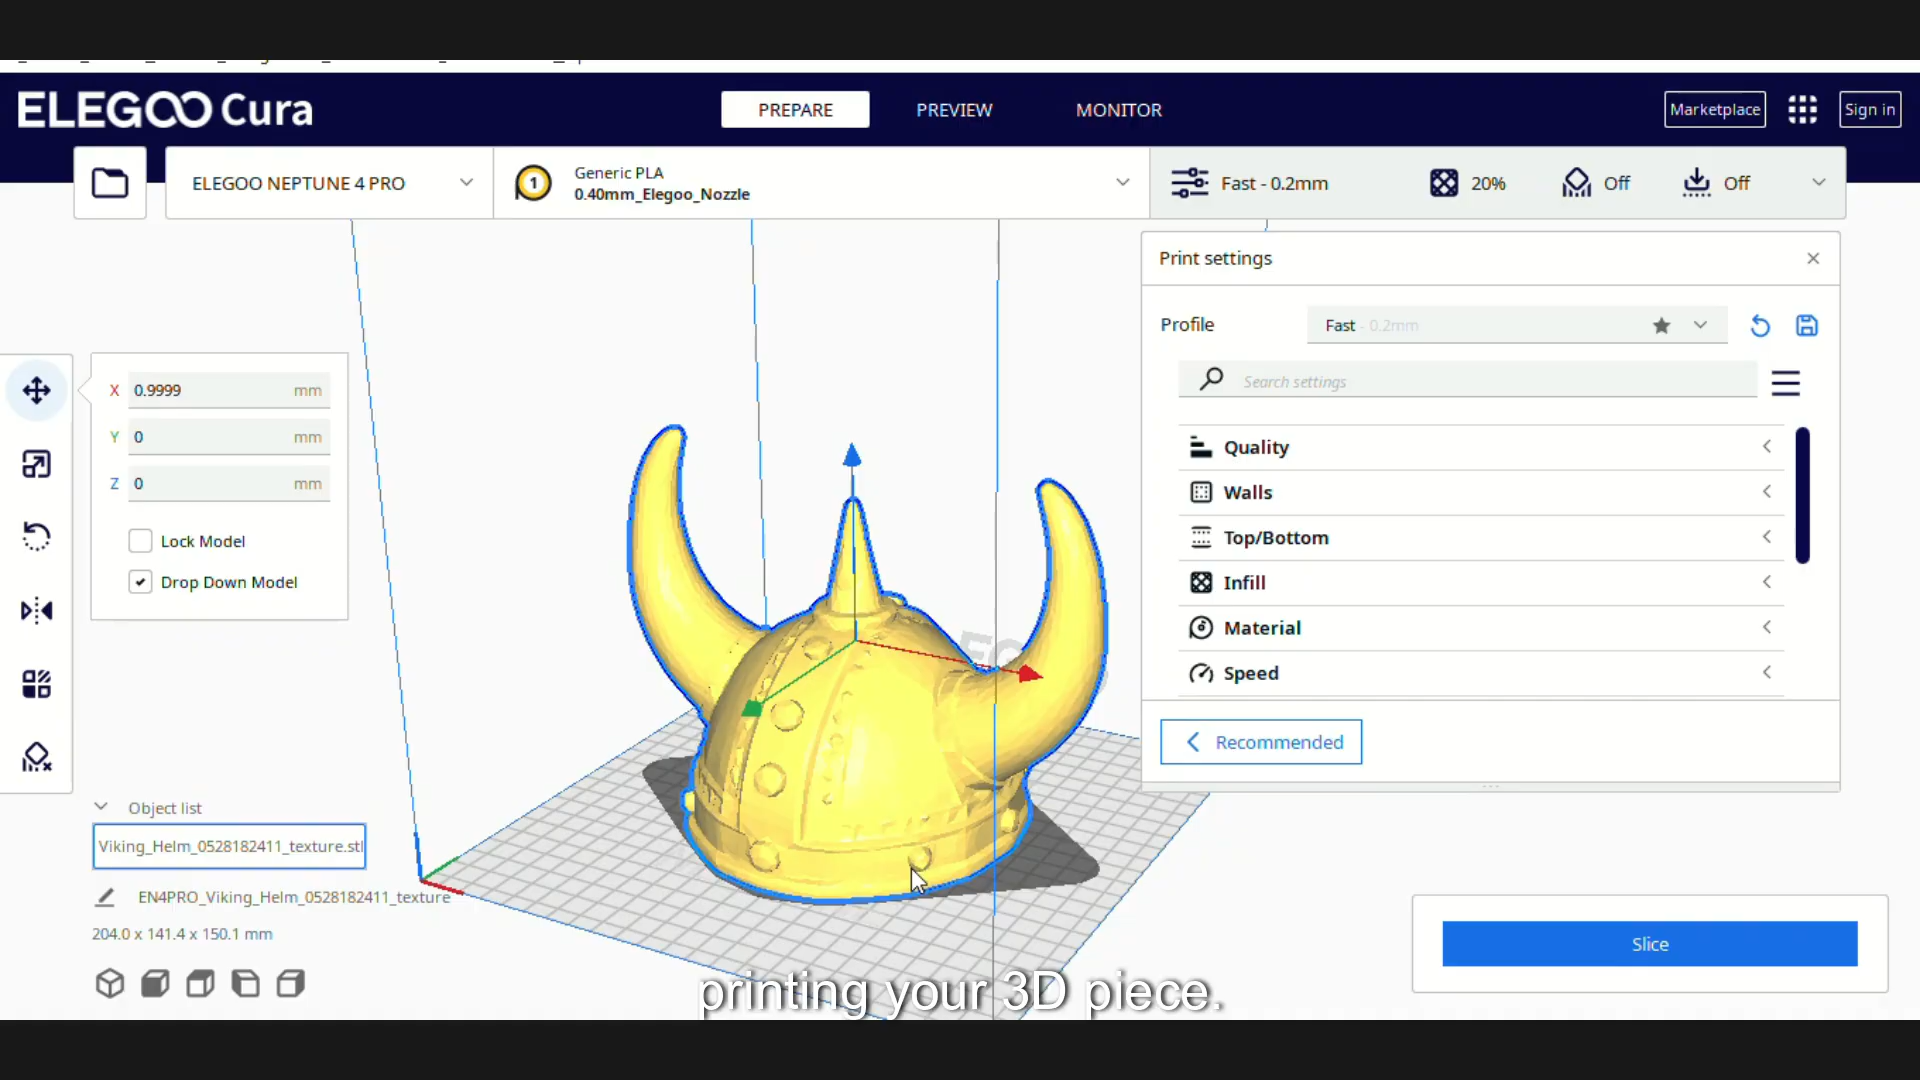 ELEGOO Cura
PREPARE
PREVIEW
MONITOR
Marketplace
Sign in
ELEGOO NEPTUNE 4 PRO
1
Generic PLA
0.40mm_Elegoo_Nozzle
Fast - 0.2mm
20%
Off
Off
Print settings
Profile
Fast - 0.2mm
Search settings
Quality
Walls
Top/Bottom
Infill
Material
Speed
Recommended
X 0.9999 mm
Y 0 mm
Z 0 mm
Lock Model
Drop Down Model
Object list
Viking_Helm_0528182411_texture.stl
EN4PRO_Viking_Helm_0528182411_texture
204.0 x 141.4 x 150.1 mm
Slice
printing your 3D piece.